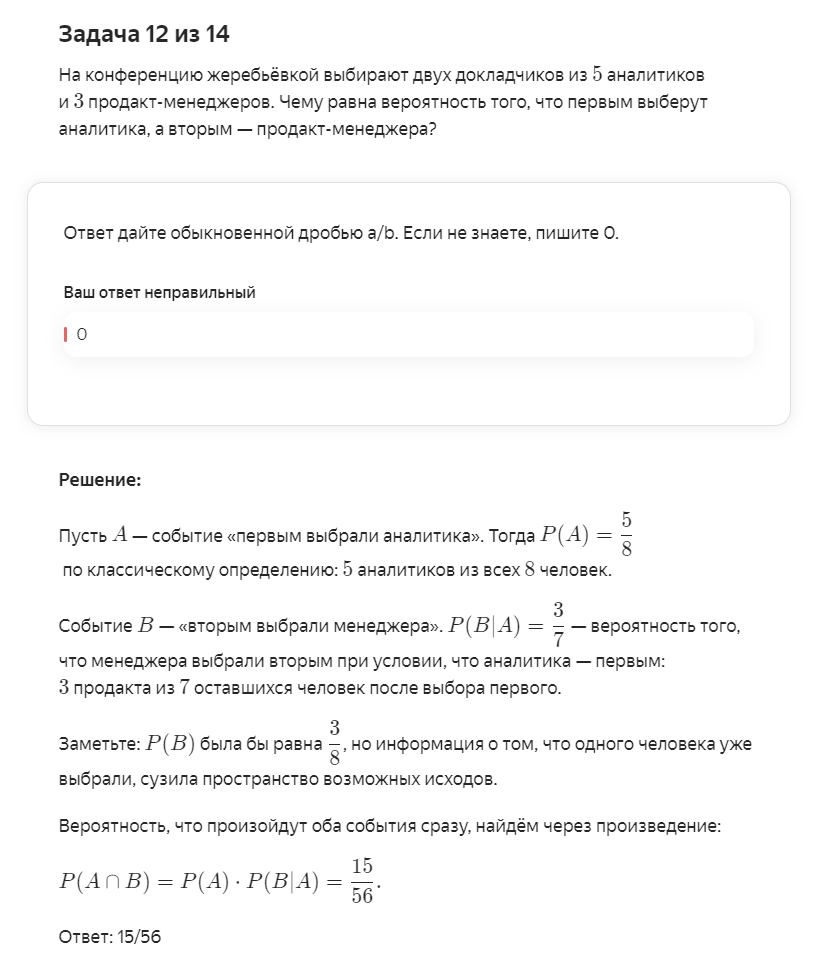 Задача 12 из 14
На конференцию жеребьёвкой выбирают двух докладчиков из 5 аналитиков
и 3 продакт-менеджеров. Чему равна вероятность того, что первым выберут
аналитика, а вторым — продакт-менеджера?
Ответ дайте обыкновенной дробью a/b. Если не знаете, пишите 0.
Ваш ответ неправильный
0
Решение:
Пусть A — событие «первым выбрали аналитика». Тогда P(A) = 5/8
по классическому определению: 5 аналитиков из всех 8 человек.
Событие B — «вторым выбрали менеджера». P(B|A) = 3/7 — вероятность того,
что менеджера выбрали вторым при условии, что аналитика — первым:
3 продакта из 7 оставшихся человек после выбора первого.
Заметьте: P(B) была бы равна 3/8, но информация о том, что одного человека уже
выбрали, сузила пространство возможных исходов.
Вероятность, что произойдут оба события сразу, найдём через произведение:
P(A ∩ B) = P(A) · P(B|A) = 15/56.
Ответ: 15/56